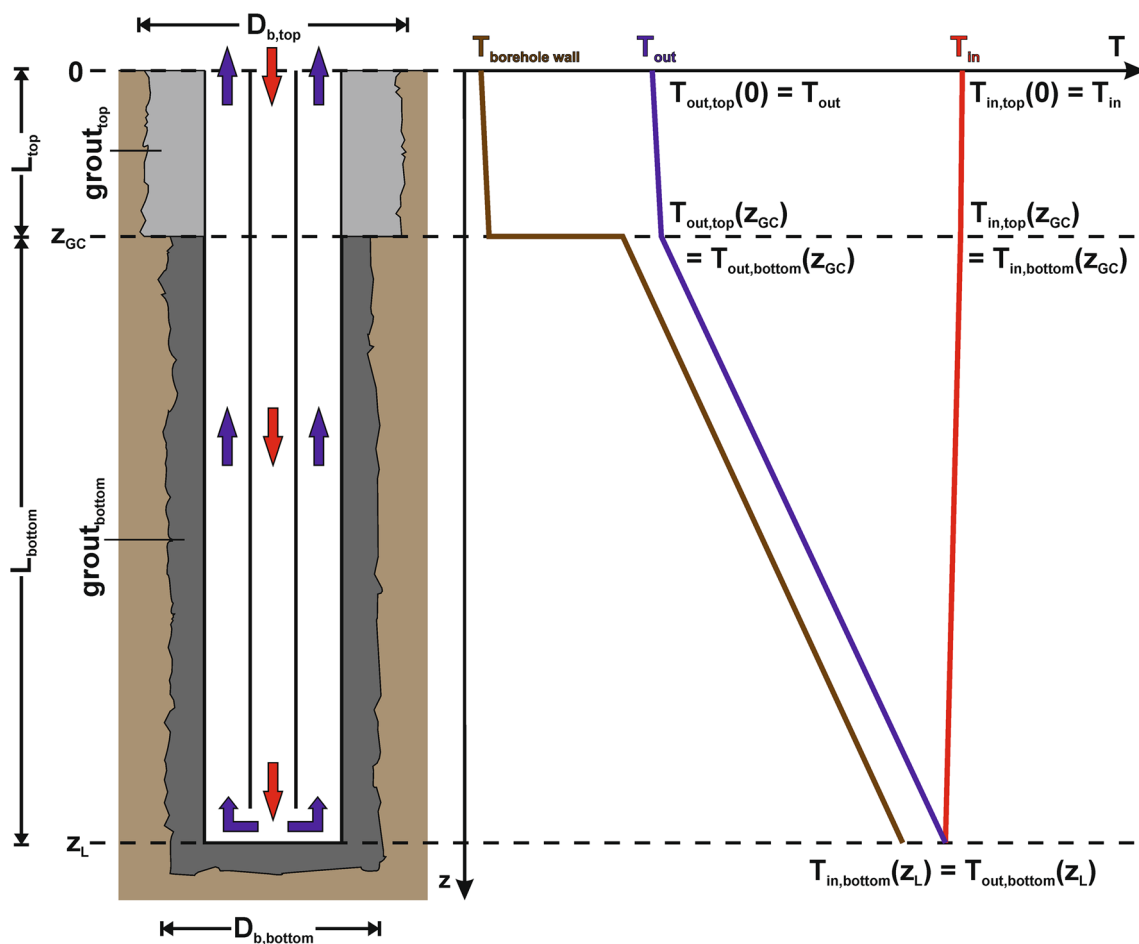 D_b,top
T_borehole wall
T_out
T_in
T
0
T_out,top(0) = T_out
T_in,top(0) = T_in
L_top
grout_top
z_GC
T_out,top(z_GC)
= T_out,bottom(z_GC)
T_in,top(z_GC)
= T_in,bottom(z_GC)
L_bottom
grout_bottom
z_L
z
T_in,bottom(z_L) = T_out,bottom(z_L)
D_b,bottom